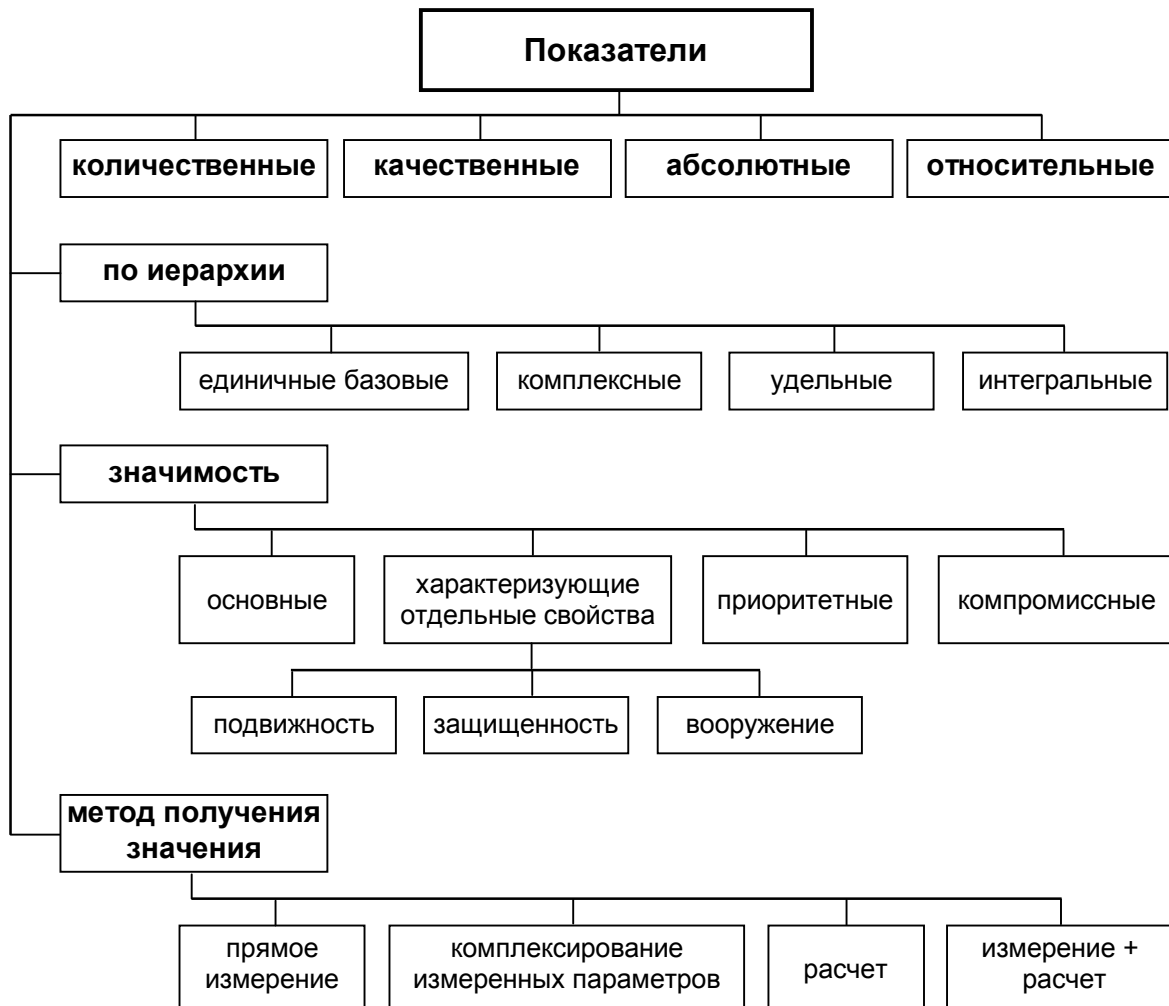 Показатели
количественные
качественные
абсолютные
относительные
по иерархии
единичные базовые
комплексные
удельные
интегральные
значимость
основные
характеризующие
отдельные свойства
приоритетные
компромиссные
подвижность
защищенность
вооружение
метод получения
значения
прямое
измерение
комплексирование
измеренных параметров
расчет
измерение +
расчет